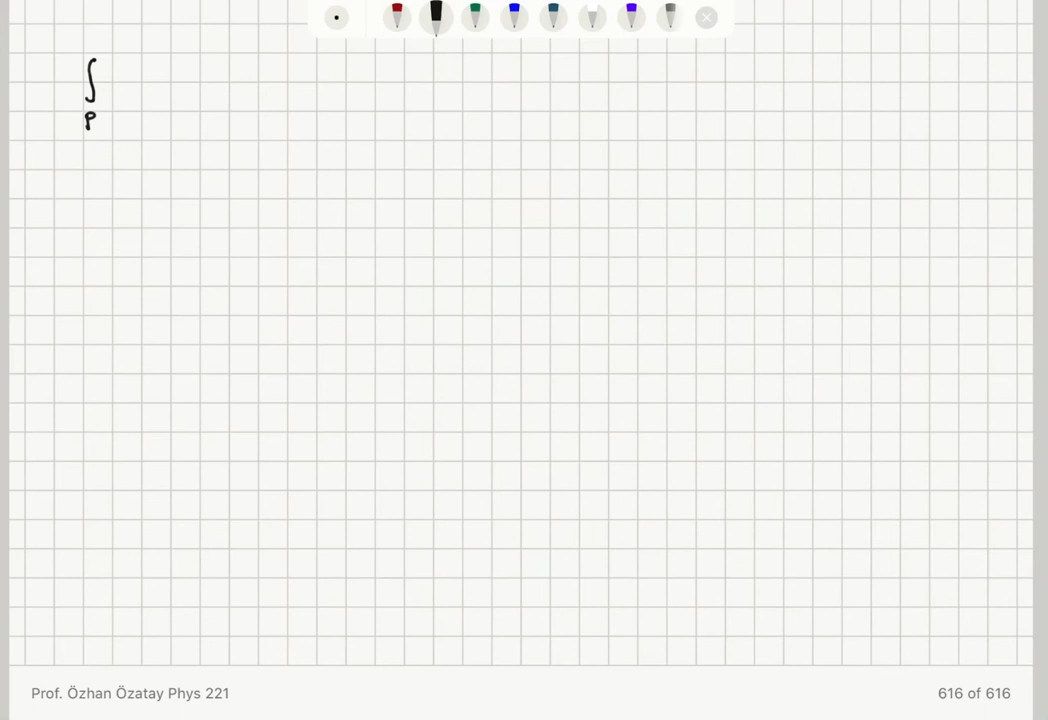 ∫
P
Prof. Özhan Özatay Phys 221
616 of 616